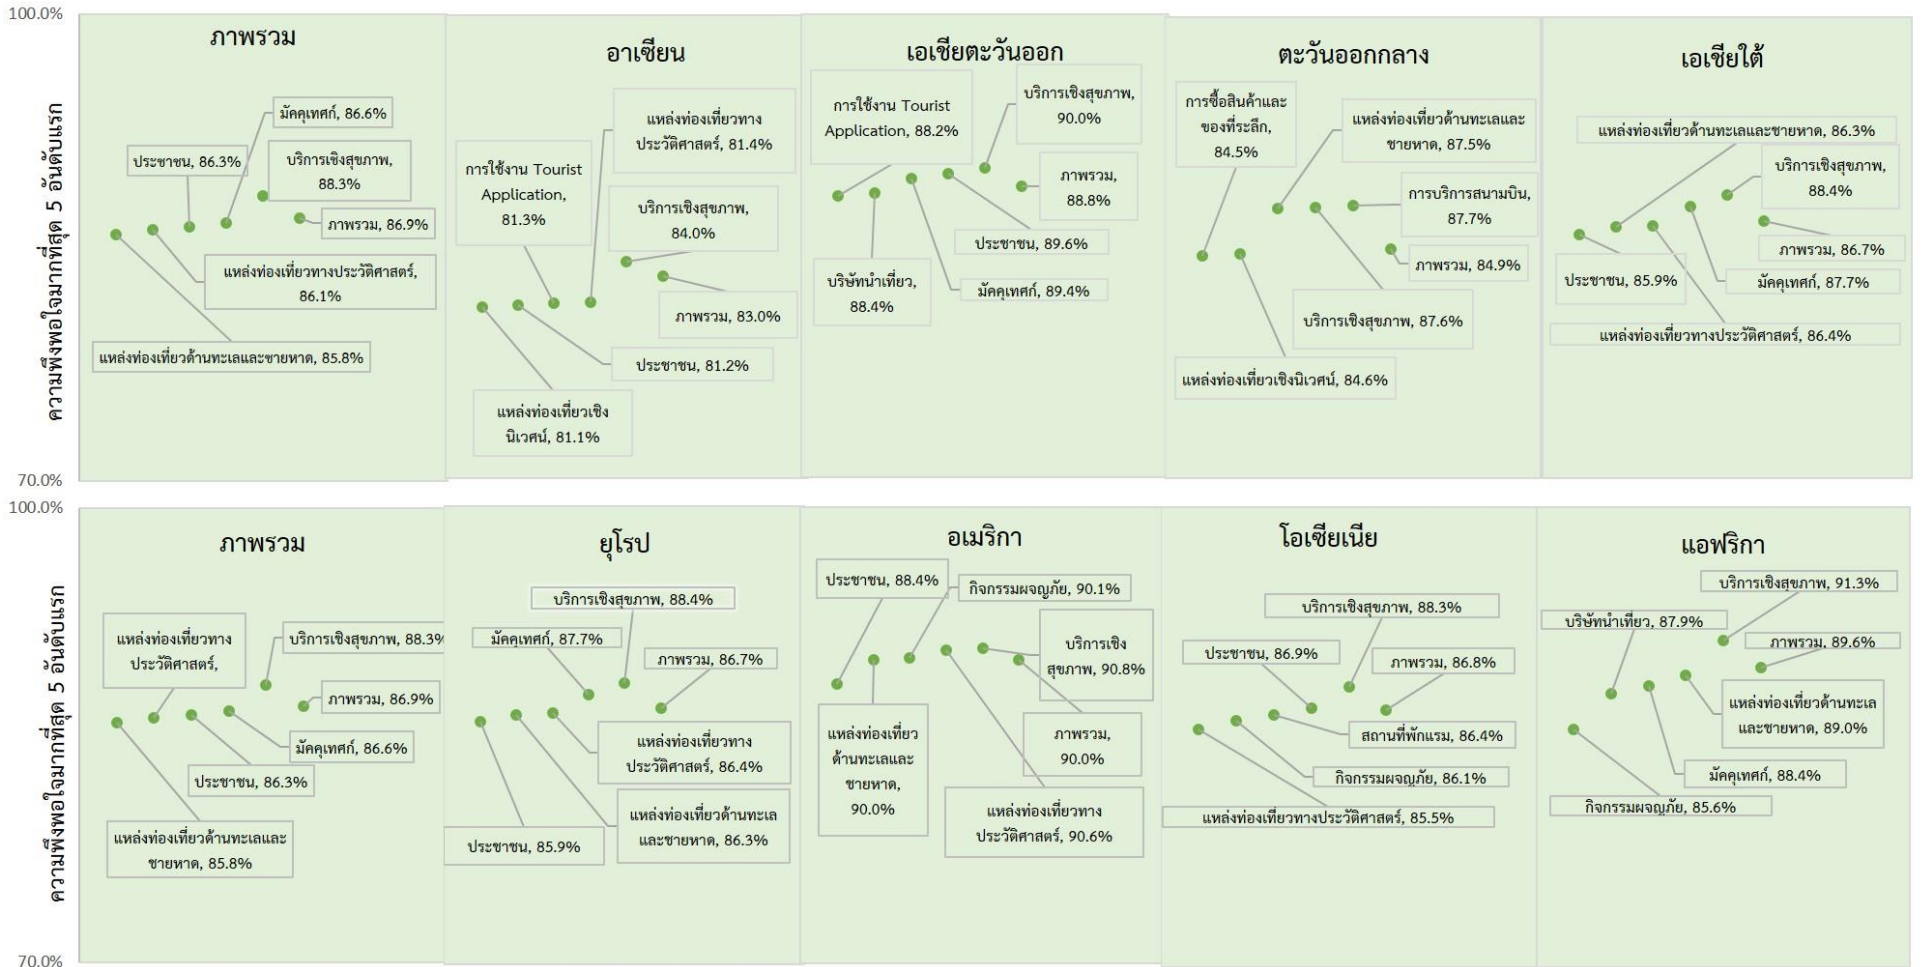 100.0%
ความพึงพอใจมากที่สุด 5 อันดับแรก
70.0%
ภาพรวม
มัคคุเทศก์, 86.6%
ประชาชน, 86.3%
บริการเชิงสุขภาพ,
88.3%
ภาพรวม, 86.9%
แหล่งท่องเที่ยวทางประวัติศาสตร์,
86.1%
แหล่งท่องเที่ยวด้านทะเลและชายหาด, 85.8%
อาเซียน
แหล่งท่องเที่ยวทาง
ประวัติศาสตร์, 81.4%
การใช้งาน Tourist
Application,
81.3%
บริการเชิงสุขภาพ,
84.0%
ภาพรวม, 83.0%
ประชาชน, 81.2%
แหล่งท่องเที่ยวเชิง
นิเวศน์, 81.1%
เอเชียตะวันออก
การใช้งาน Tourist
Application, 88.2%
บริการเชิงสุขภาพ,
90.0%
ภาพรวม,
88.8%
ประชาชน, 89.6%
บริษัทนำเที่ยว,
88.4%
มัคคุเทศก์, 89.4%
ตะวันออกกลาง
การซื้อสินค้าและ
ของที่ระลึก,
84.5%
แหล่งท่องเที่ยวด้านทะเลและ
ชายหาด, 87.5%
การบริการสนามบิน,
87.7%
ภาพรวม, 84.9%
บริการเชิงสุขภาพ, 87.6%
แหล่งท่องเที่ยวเชิงนิเวศน์, 84.6%
เอเชียใต้
แหล่งท่องเที่ยวด้านทะเลและชายหาด, 86.3%
บริการเชิงสุขภาพ,
88.4%
ภาพรวม, 86.7%
ประชาชน, 85.9%
มัคคุเทศก์, 87.7%
แหล่งท่องเที่ยวทางประวัติศาสตร์, 86.4%
100.0%
ความพึงพอใจมากที่สุด 5 อันดับแรก
70.0%
ภาพรวม
แหล่งท่องเที่ยวทาง
ประวัติศาสตร์,
บริการเชิงสุขภาพ, 88.3%
ภาพรวม, 86.9%
มัคคุเทศก์, 86.6%
ประชาชน, 86.3%
แหล่งท่องเที่ยวด้านทะเลและ
ชายหาด, 85.8%
ยุโรป
บริการเชิงสุขภาพ, 88.4%
มัคคุเทศก์, 87.7%
ภาพรวม, 86.7%
แหล่งท่องเที่ยวทาง
ประวัติศาสตร์, 86.4%
แหล่งท่องเที่ยวด้านทะเล
และชายหาด, 86.3%
ประชาชน, 85.9%
อเมริกา
ประชาชน, 88.4%
กิจกรรมผจญภัย, 90.1%
บริการเชิง
สุขภาพ, 90.8%
แหล่งท่องเที่ยว
ด้านทะเลและ
ชายหาด,
90.0%
ภาพรวม,
90.0%
แหล่งท่องเที่ยวทาง
ประวัติศาสตร์, 90.6%
โอเซียเนีย
บริการเชิงสุขภาพ, 88.3%
ประชาชน, 86.9%
ภาพรวม, 86.8%
สถานที่พักแรม, 86.4%
กิจกรรมผจญภัย, 86.1%
แหล่งท่องเที่ยวทางประวัติศาสตร์, 85.5%
แอฟริกา
บริการเชิงสุขภาพ, 91.3%
บริษัทนำเที่ยว, 87.9%
ภาพรวม, 89.6%
แหล่งท่องเที่ยวด้านทะเล
และชายหาด, 89.0%
มัคคุเทศก์, 88.4%
กิจกรรมผจญภัย, 85.6%